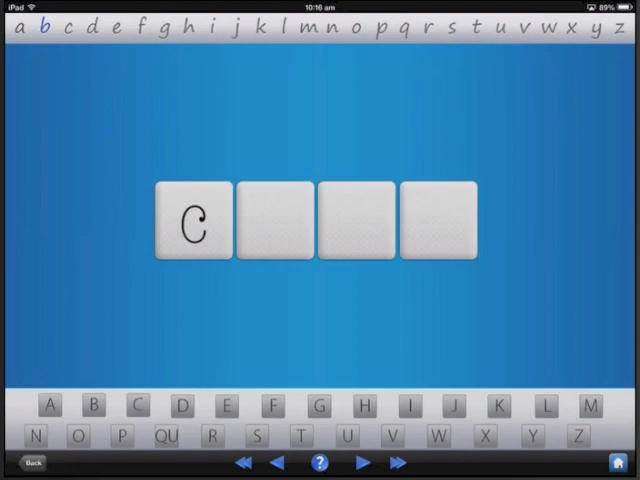 iPad 10:16 am 89%
a b c d e f g h i j k l m n o p q r s t u v w x y z
C
A B C D E F G H I J K L M
N O P QU R S T U V W X Y Z
Back ?